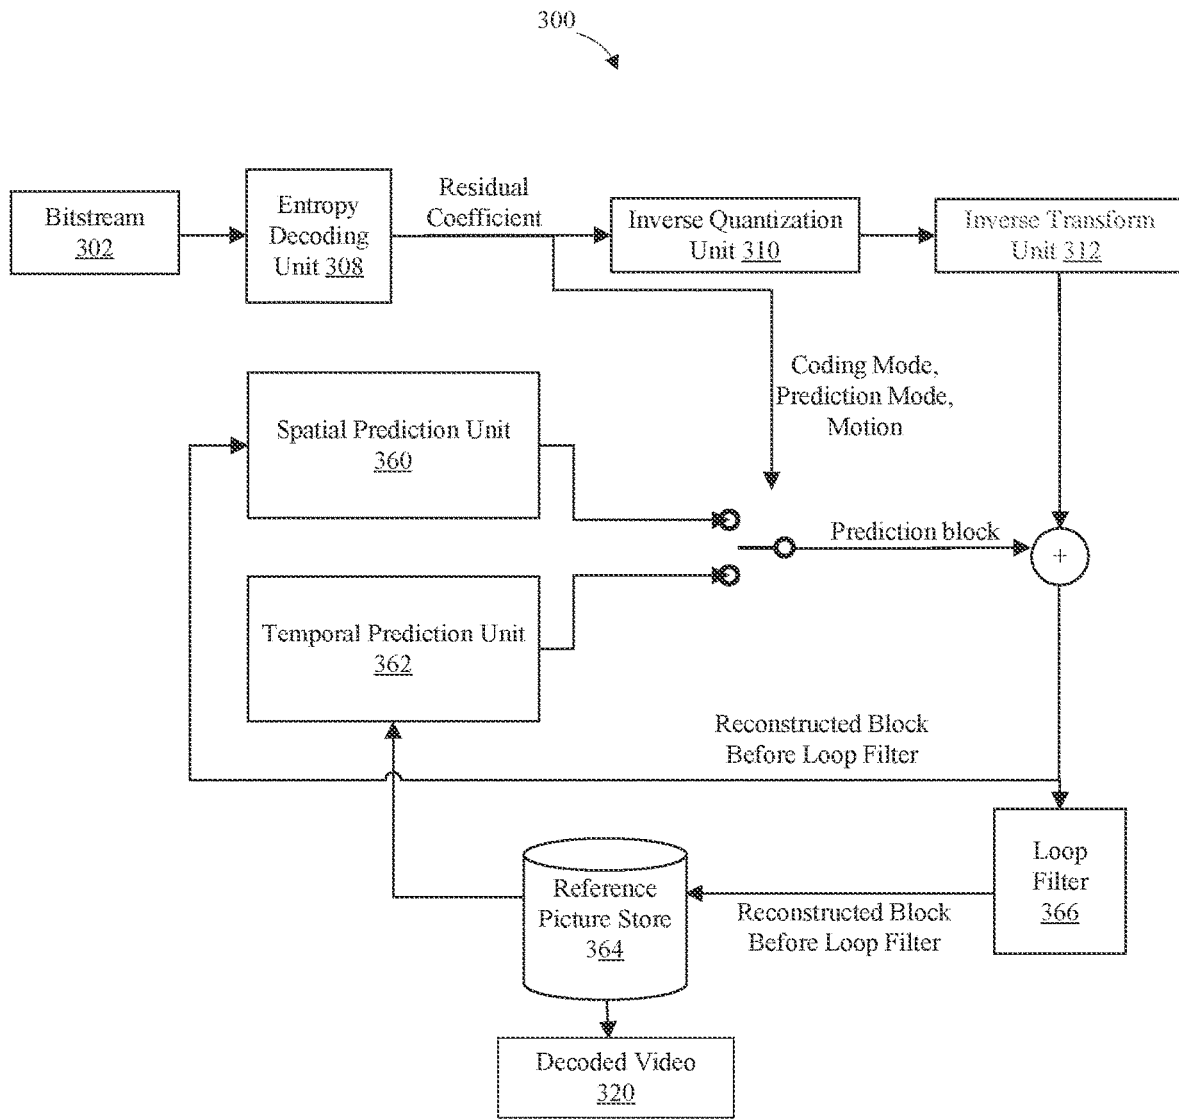 300
Bitstream
302
Entropy
Decoding
Unit 308
Residual
Coefficient
Inverse Quantization
Unit 310
Inverse Transform
Unit 312
Coding Mode,
Prediction Mode,
Motion
Spatial Prediction Unit
360
Prediction block
+
Temporal Prediction Unit
362
Reconstructed Block
Before Loop Filter
Loop
Filter
366
Reference
Picture Store
364
Reconstructed Block
Before Loop Filter
Decoded Video
320